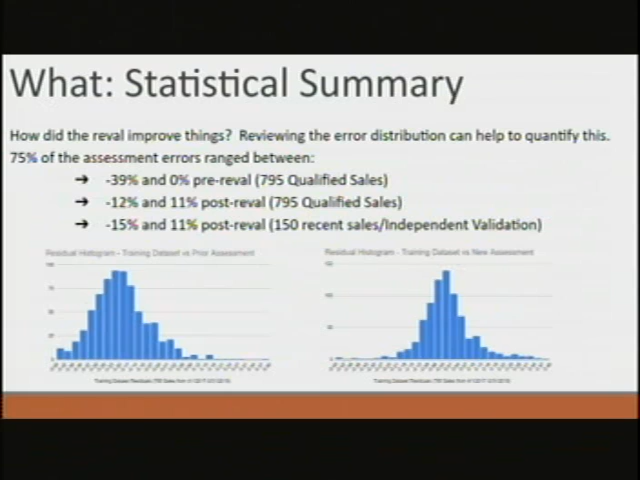 What: Statistical Summary
How did the reval improve things? Reviewing the error distribution can help to quantify this.
75% of the assessment errors ranged between:
➔ -39% and 0% pre-reval (795 Qualified Sales)
➔ -12% and 11% post-reval (795 Qualified Sales)
➔ -15% and 11% post-reval (150 recent sales/Independent Validation)
Residual Histogram - Training Dataset vs Prior Assessment
Residual Histogram - Training Dataset vs New Assessment